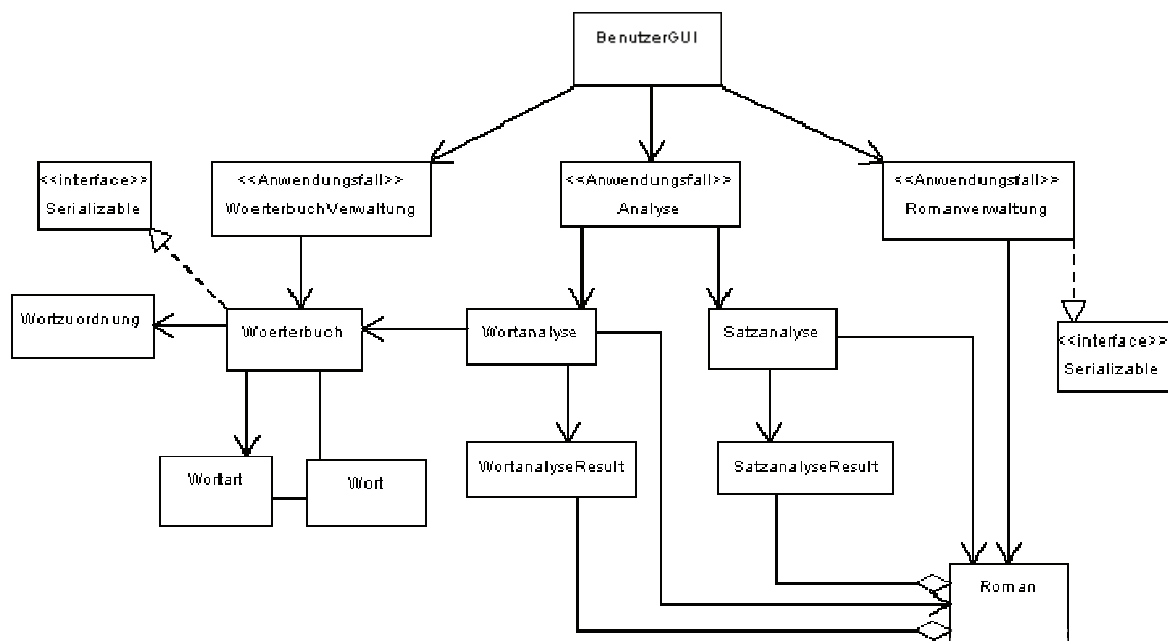 BenutzerGUI
<<interface>>
Serializable
<<Anwendungsfall>>
WoerterbuchVerwaltung
<<Anwendungsfall>>
Analyse
<<Anwendungsfall>>
Romanverwaltung
Wortzuordnung
Woerterbuch
Wortanalyse
Satzanalyse
<<interface>>
Serializable
Wortart
Wort
WortanalyseResult
SatzanalyseResult
Roman